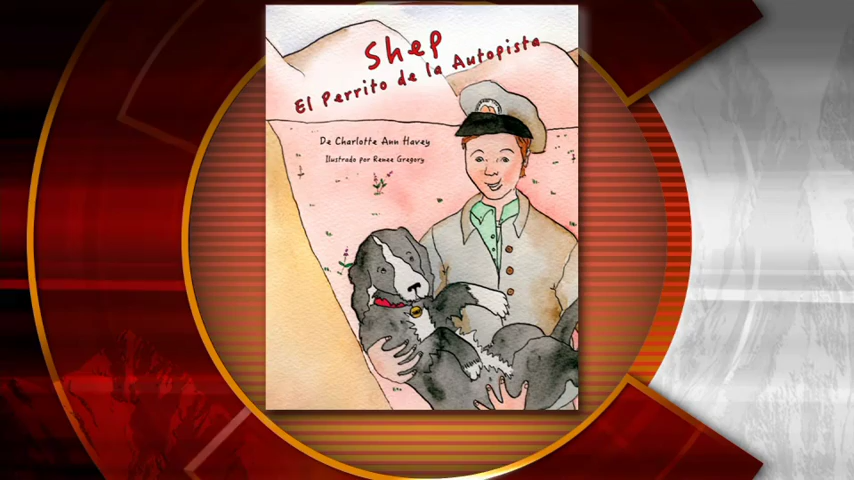 Shep
El Perrito de la Autopista
De Charlotte Ann Havey
Ilustrado por Renee Gregory